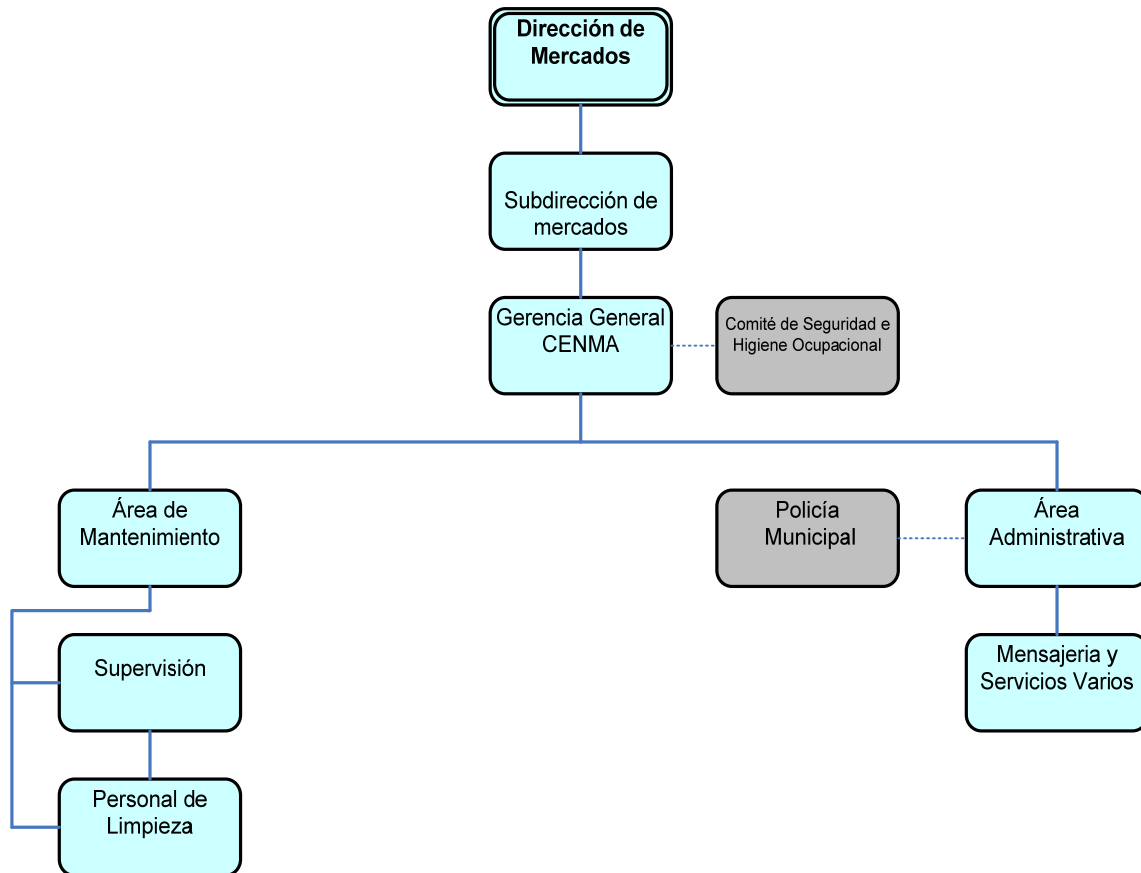 Dirección de
Mercados
Subdirección de
mercados
Gerencia General
CENMA
Comité de Seguridad e
Higiene Ocupacional
Área de
Mantenimiento
Policía
Municipal
Área
Administrativa
Supervisión
Mensajeria y
Servicios Varios
Personal de
Limpieza